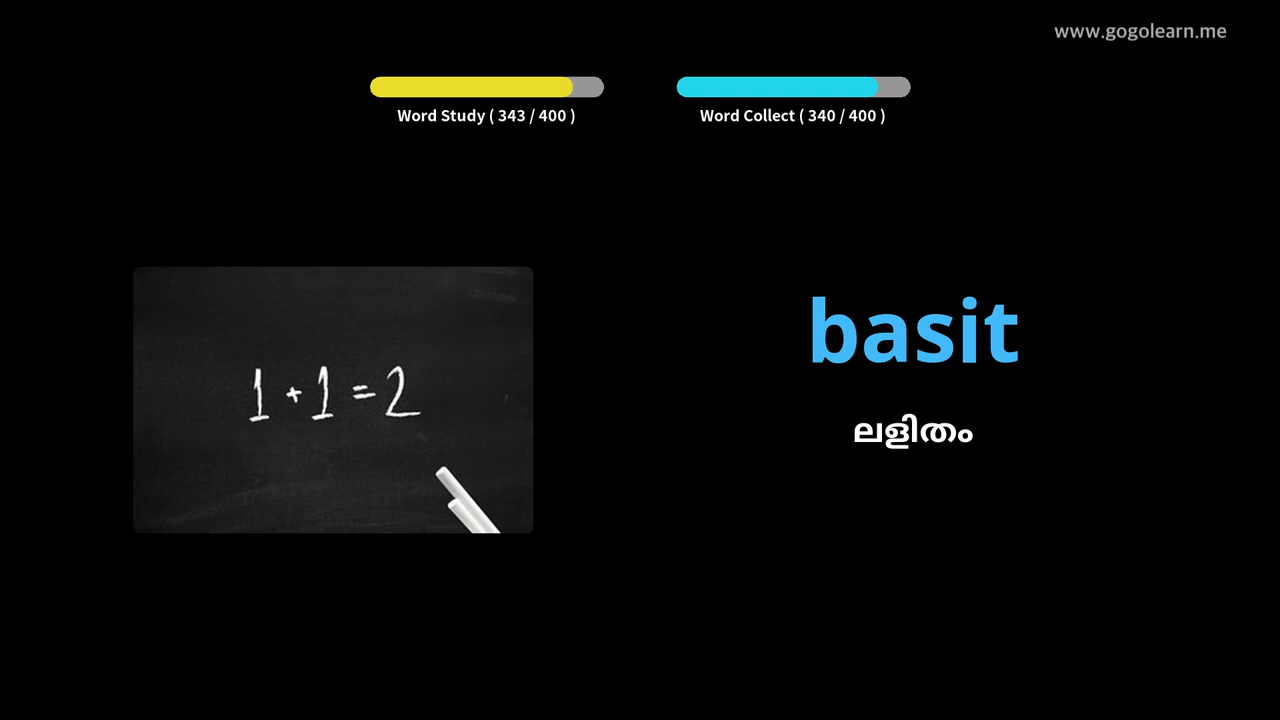 www.gogolearn.me
Word Study ( 343 / 400 )
Word Collect ( 340 / 400 )
1 + 1 = 2
basit
ലളിതം